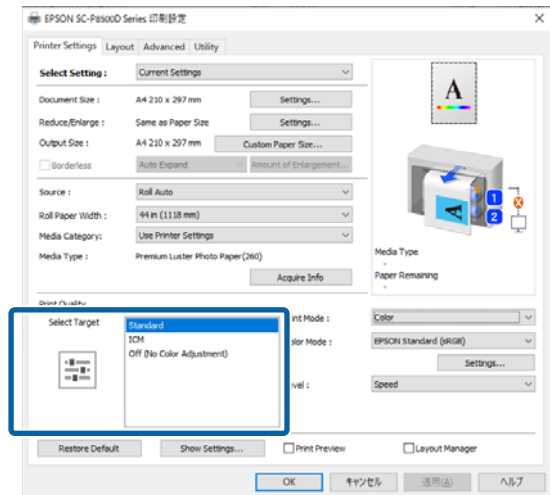 EPSON SC-P8500D Series 印刷設定
Printer Settings Layout Advanced Utility
Select Setting : Current Settings
Document Size : A4 210 x 297 mm Settings...
Reduce/Enlarge : Same as Paper Size Settings...
Output Size : A4 210 x 297 mm Custom Paper Size...
Borderless Auto Expand Amount of Enlargement...
Source : Roll Auto
Roll Paper Width : 44 in (1118 mm)
Media Category: Use Printer Settings
Media Type : Premium Luster Photo Paper(260)
Acquire Info
A
A
1
2
Media Type
-
Paper Remaining
-
Print Quality
Select Target Standard
ICM
Off (No Color Adjustment)
int Mode : Color
olor Mode : EPSON Standard (sRGB)
Settings...
evel : Speed
Restore Default Show Settings... Print Preview Layout Manager
OK キャンセル 適用(A) ヘルプ